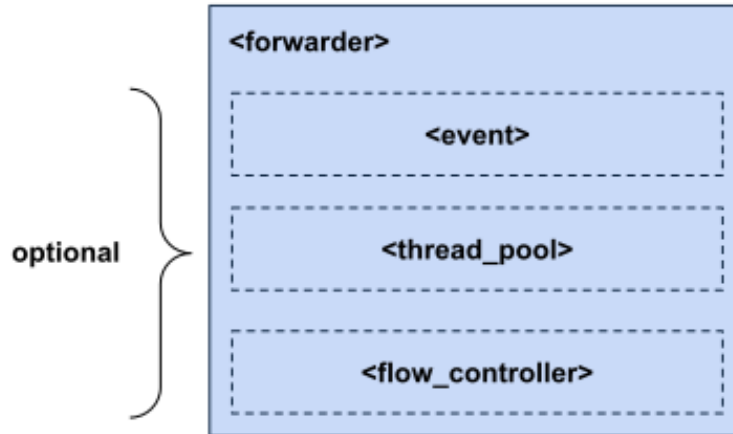 <forwarder>
<event>
optional
<thread_pool>
<flow_controller>